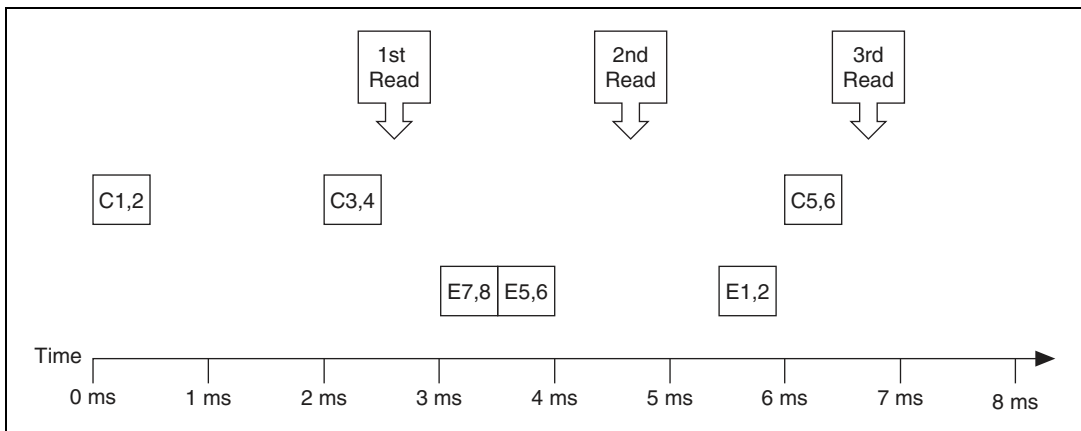 1st
Read
2nd
Read
3rd
Read
C1,2
C3,4
C5,6
E7,8
E5,6
E1,2
Time
0 ms
1 ms
2 ms
3 ms
4 ms
5 ms
6 ms
7 ms
8 ms